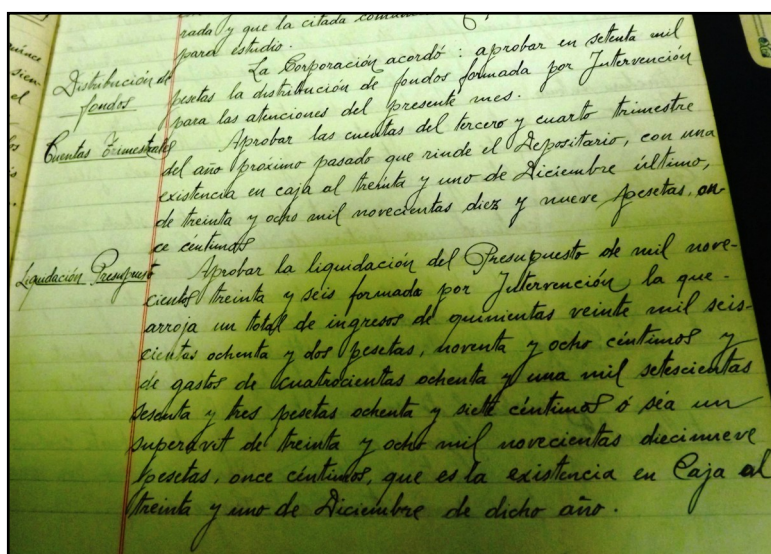 rada y que la citada
para estudio.
Distribución de
fondos
La Corporación acordó: aprobar en setenta mil
pesetas la distribución de fondos formada por Intervención
para las atenciones del presente mes.
Cuentas Trimestrales
Aprobar las cuentas del tercero y cuarto trimestre
del año próximo pasado que rinde el Depositario, con una
existencia en caja al treinta y uno de Diciembre último,
de treinta y ocho mil novecientas diez y nueve pesetas, on-
ce céntimos
Liquidación Presupuesto
Aprobar la liquidación del Presupuesto de mil nove-
cientos treinta y seis formada por Intervención la que
arroja un total de ingresos de quinientas veinte mil seis-
cientas ochenta y dos pesetas, noventa y ocho céntimos y
de gastos de cuatrocientas ochenta y una mil setescientas
sesenta y tres pesetas ochenta y siete céntimos ó sea un
superavit de treinta y ocho mil novecientas diecinueve
pesetas, once céntimos, que es la existencia en Caja al
treinta y uno de Diciembre de dicho año.